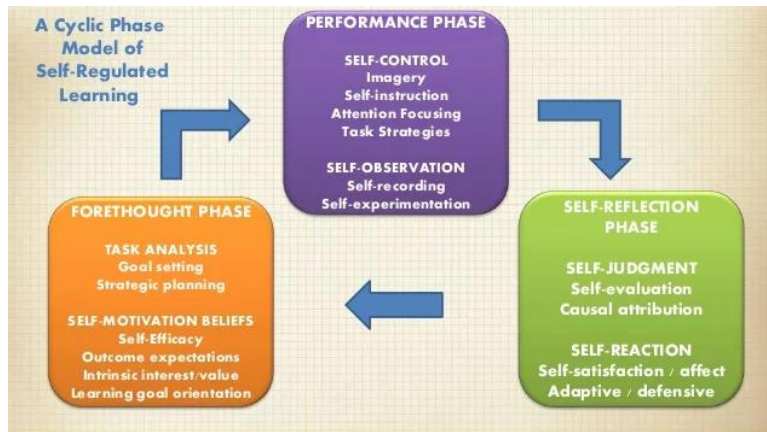 A Cyclic Phase
Model of
Self-Regulated
Learning
PERFORMANCE PHASE
SELF-CONTROL
Imagery
Self-instruction
Attention Focusing
Task Strategies
SELF-OBSERVATION
Self-recording
Self-experimentation
FORETHOUGHT PHASE
TASK ANALYSIS
Goal setting
Strategic planning
SELF-MOTIVATION BELIEFS
Self-Efficacy
Outcome expectations
Intrinsic interest/value
Learning goal orientation
SELF-REFLECTION
PHASE
SELF-JUDGMENT
Self-evaluation
Causal attribution
SELF-REACTION
Self-satisfaction / affect
Adaptive / defensive